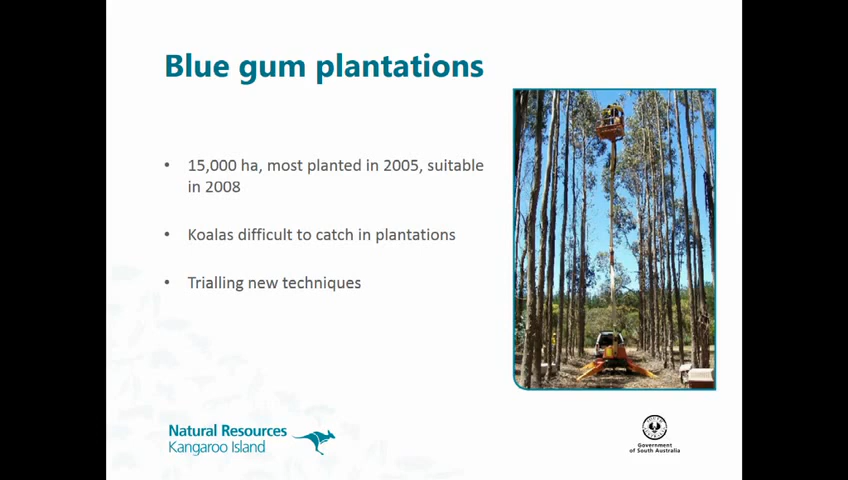 Blue gum plantations
• 15,000 ha, most planted in 2005, suitable
in 2008
• Koalas difficult to catch in plantations
• Trialling new techniques
Natural Resources
Kangaroo Island
Government
of South Australia